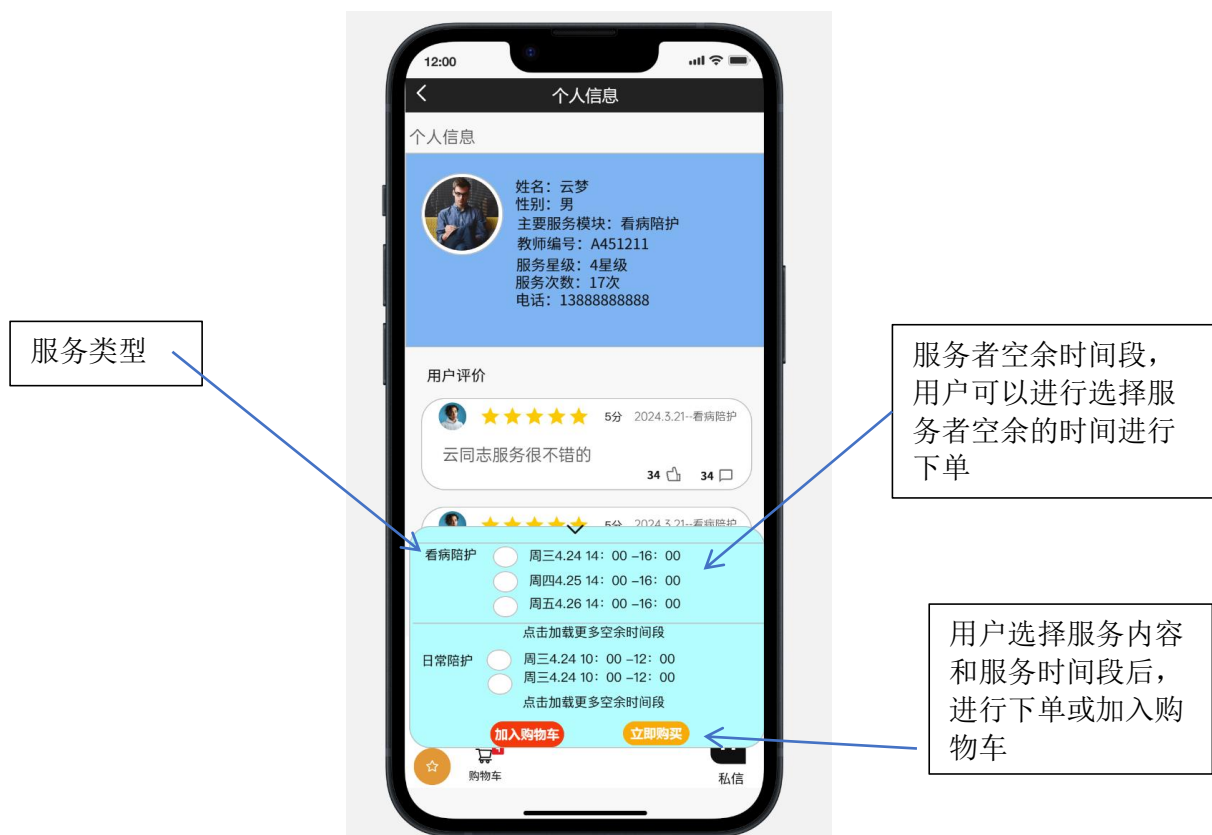 12:00
个人信息
个人信息
姓名：云梦
性别：男
主要服务模块：看病陪护
教师编号：A451211
服务星级：4星级
服务次数：17次
电话：13888888888
服务类型
服务者空余时间段，
用户可以进行选择服
务者空余的时间进行
下单
用户评价
5分 2024.3.21--看病陪护
云同志服务很不错的
34 34
5分 2024.3.21--看病陪护
看病陪护 周三4.24 14：00 –16：00
周四4.25 14：00 –16：00
周五4.26 14：00 –16：00
点击加载更多空余时间段
日常陪护 周三4.24 10：00 –12：00
周三4.24 10：00 –12：00
点击加载更多空余时间段
加入购物车 立即购买
用户选择服务内容
和服务时间段后，
进行下单或加入购
物车
购物车
私信